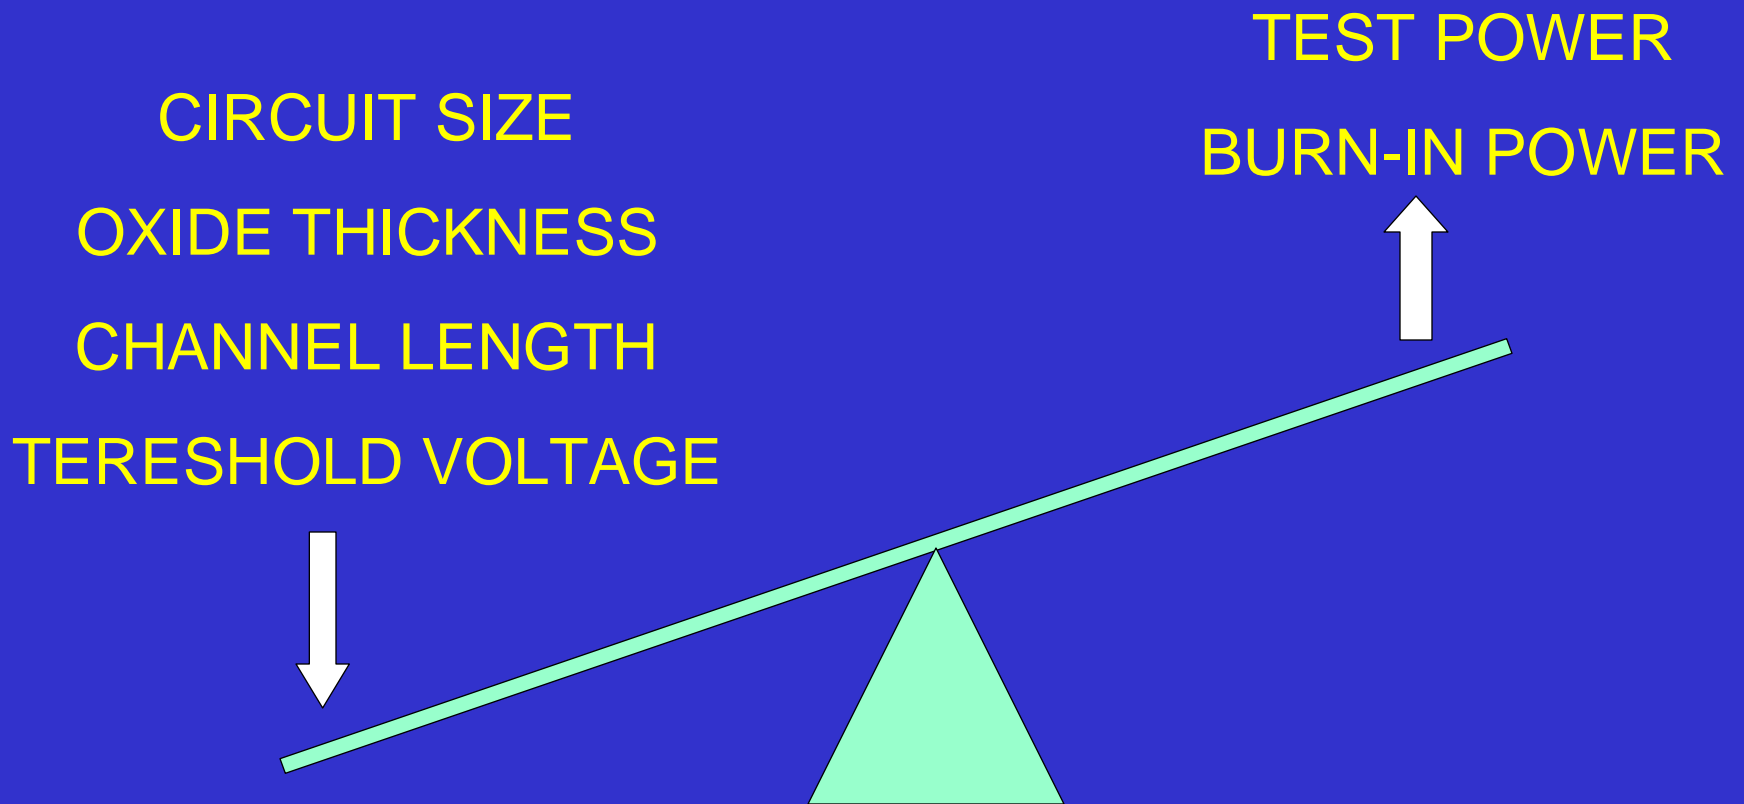 CIRCUIT SIZE
OXIDE THICKNESS
CHANNEL LENGTH
TERESHOLD VOLTAGE
TEST POWER
BURN-IN POWER